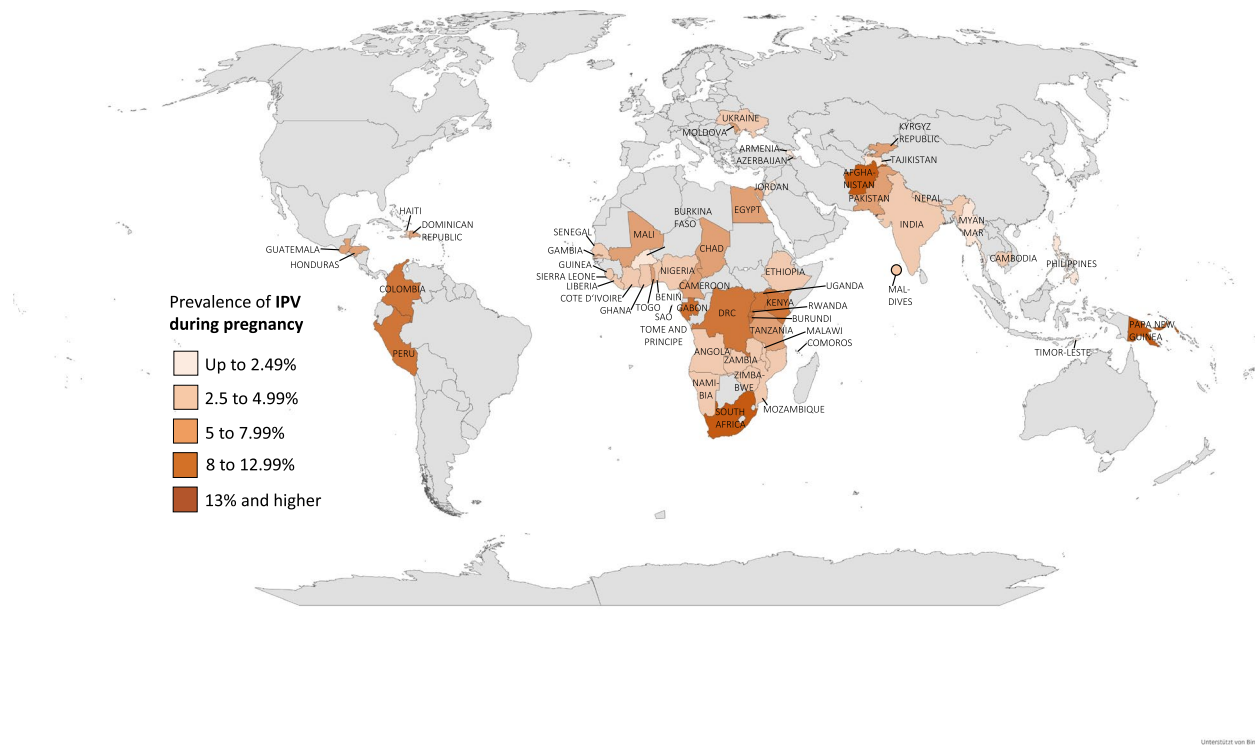 UKRAINE
MOLDOVA
KYRGYZ
REPUBLIC
ARMENIA
AZERBAIJAN
TAJIKISTAN
AFGHA-
NISTAN
JORDAN
PAKISTAN
NEPAL
HAITI
DOMINICAN
REPUBLIC
BURKINA
FASO
EGYPT
INDIA
MYAN
MAR
SENEGAL
MALI
GAMBIA
CHAD
GUATEMALA
HONDURAS
GUINEA
SIERRA LEONE
LIBERIA
COTE D'IVOIRE
GHANA
TOGO
BENIN
NIGERIA
CAMEROON
ETHIOPIA
CAMBODIA
PHILIPPINES
COLOMBIA
UGANDA
MAL-
DIVES
SAO
TOME AND
PRINCIPE
GABON
DRC
KENYA
RWANDA
BURUNDI
TANZANIA
MALAWI
COMOROS
PAPA NEW
GUINEA
TIMOR-LESTE
PERU
ANGOLA
ZAMBIA
NAMI-
BIA
ZIMBA-
BWE
MOZAMBIQUE
SOUTH
AFRICA
Prevalence of IPV
during pregnancy
Up to 2.49%
2.5 to 4.99%
5 to 7.99%
8 to 12.99%
13% and higher
Unterstützt von Bin